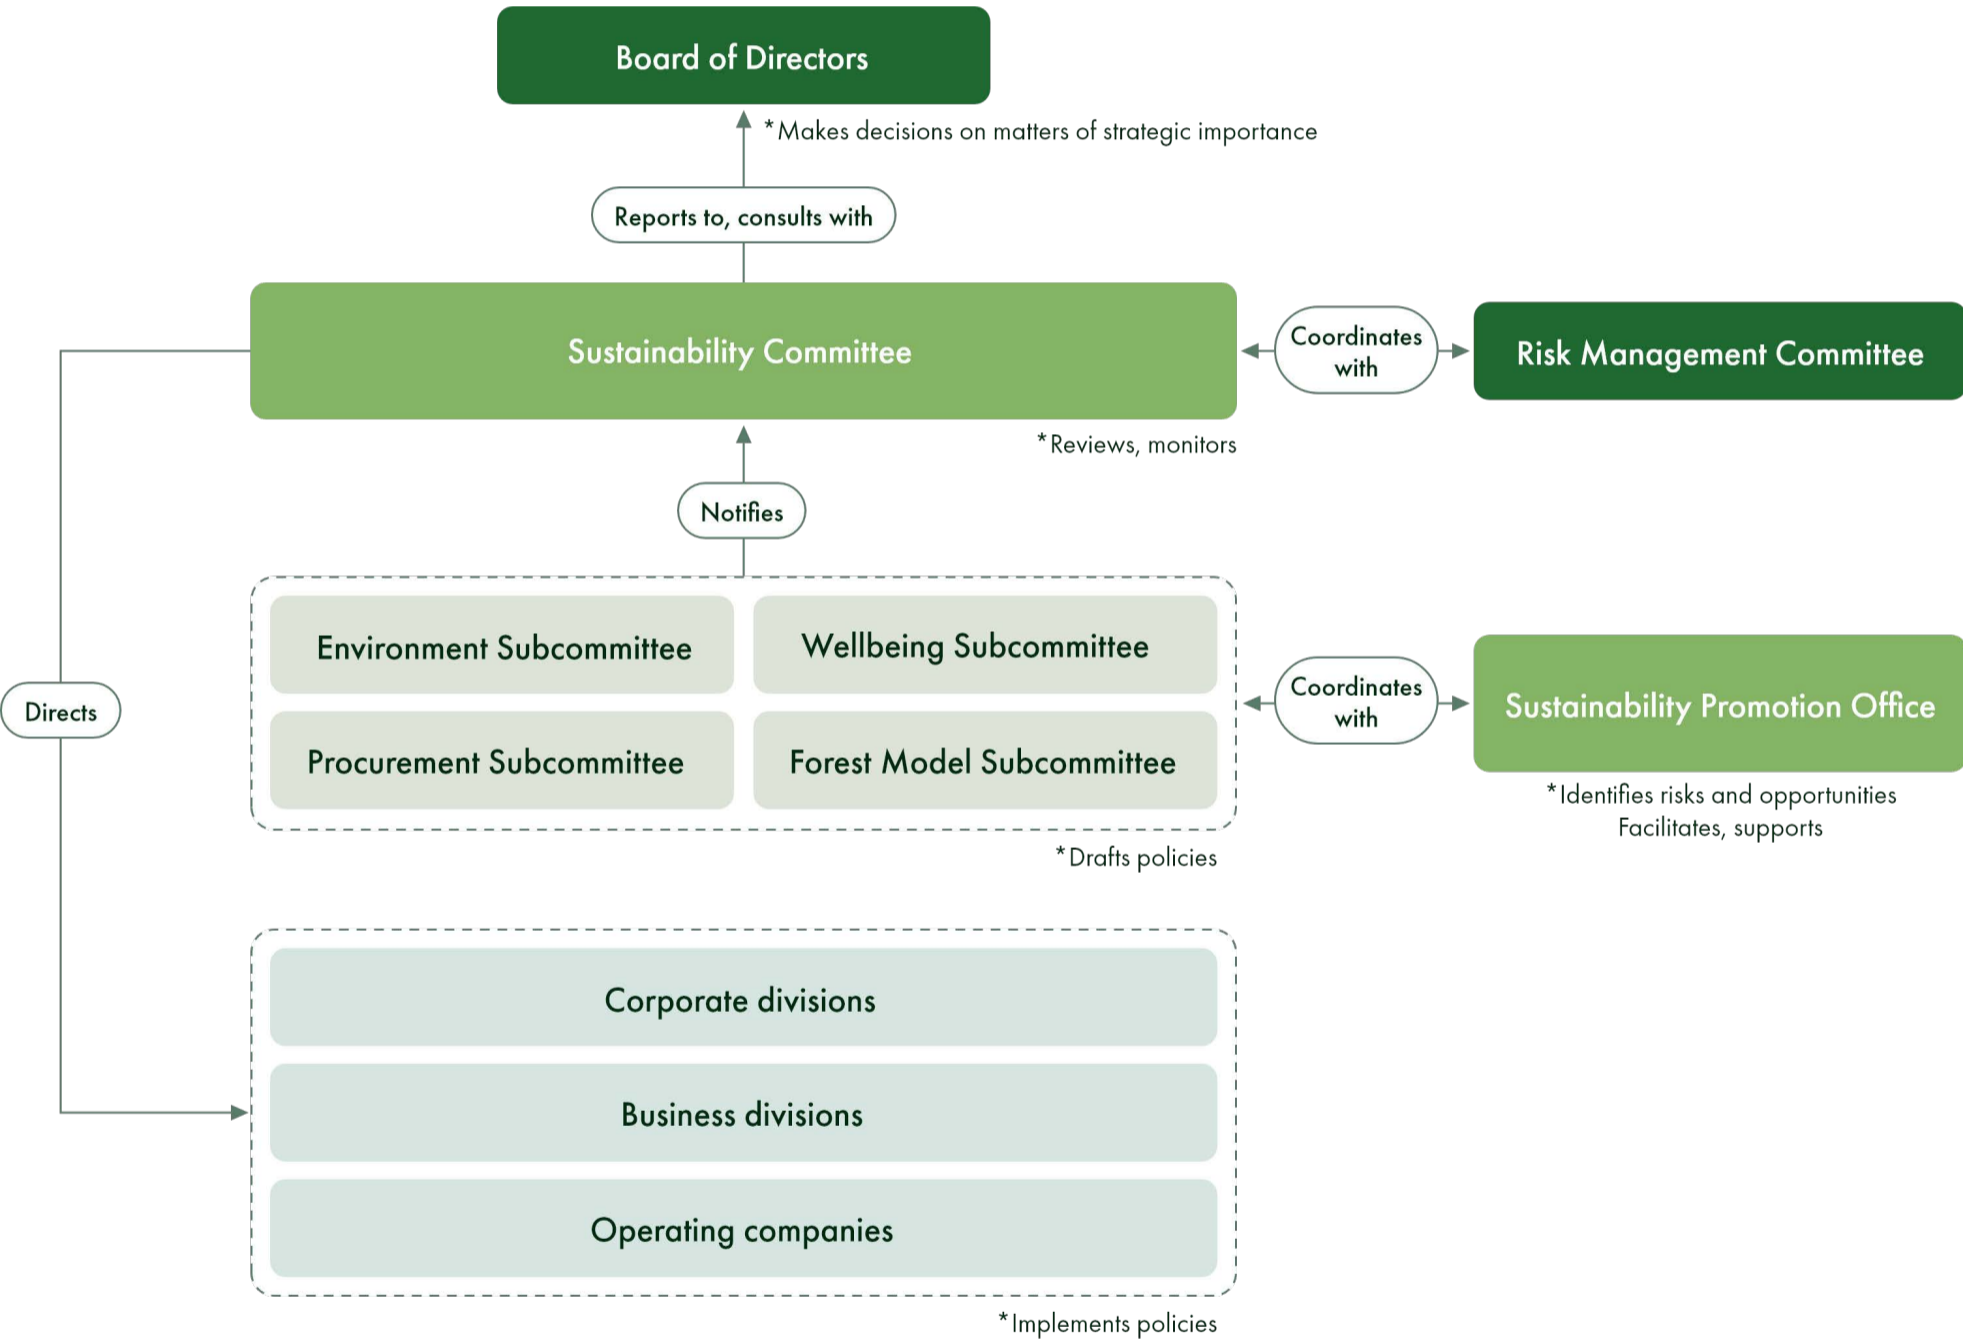 Board of Directors
*Makes decisions on matters of strategic importance
Reports to, consults with
Sustainability Committee
Coordinates
with
Risk Management Committee
*Reviews, monitors
Notifies
Environment Subcommittee
Wellbeing Subcommittee
Procurement Subcommittee
Forest Model Subcommittee
Coordinates
with
Sustainability Promotion Office
*Identifies risks and opportunities
Facilitates, supports
*Drafts policies
Directs
Corporate divisions
Business divisions
Operating companies
*Implements policies